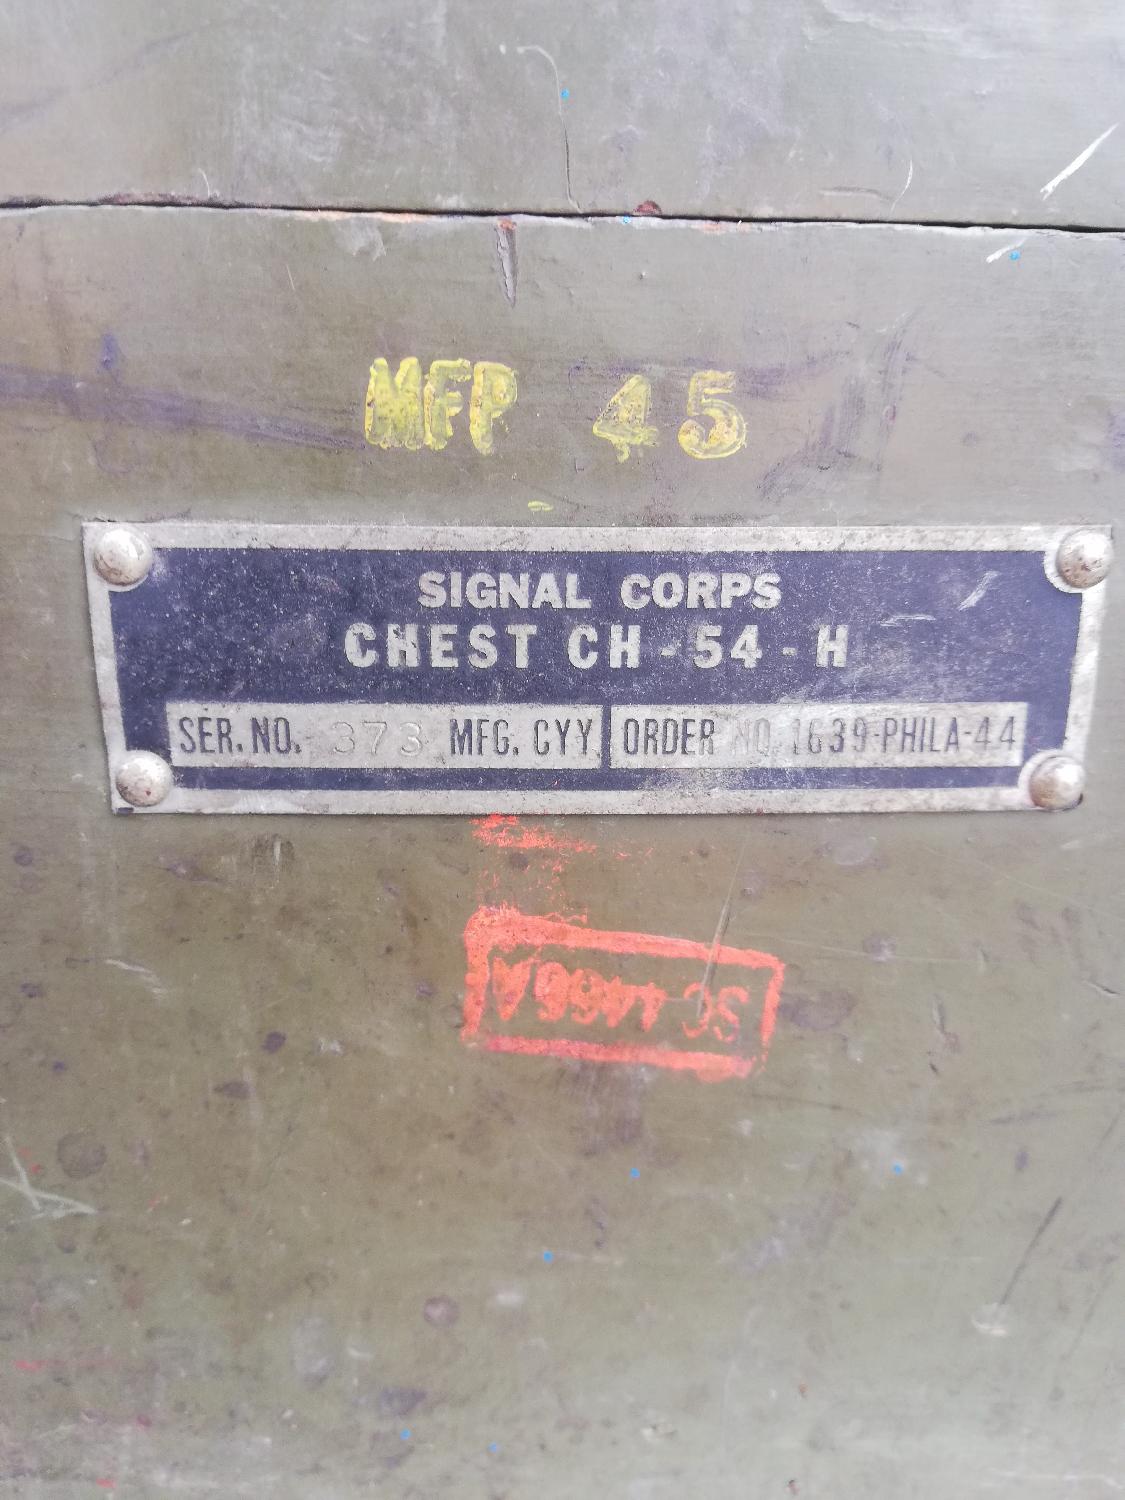 MFP 45
SIGNAL CORPS
CHEST CH-54-H
SER. NO. 373 MFG. CYY ORDER NO. 1639-PHILA-44
SC 4466A